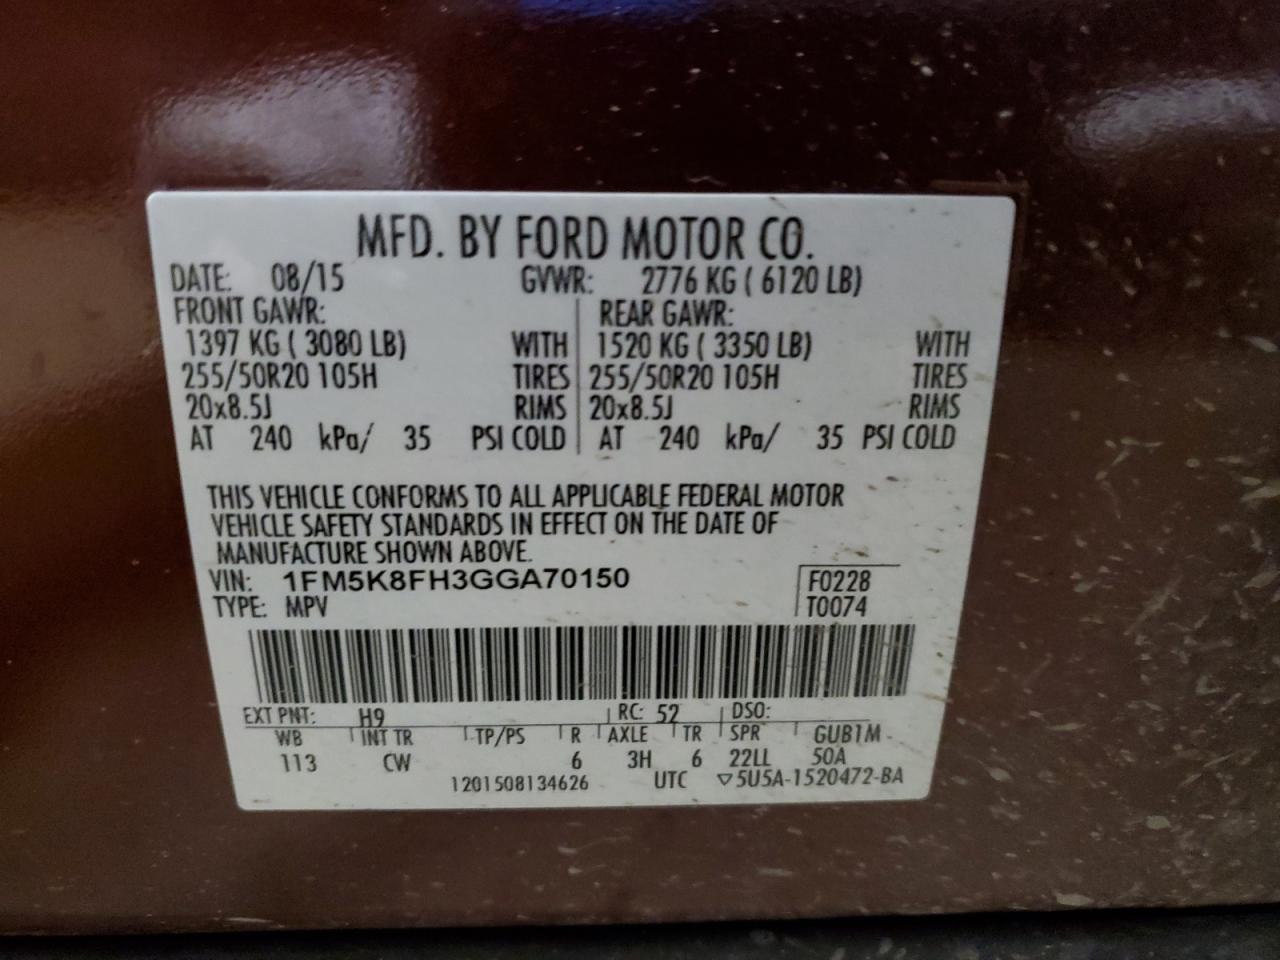 MFD. BY FORD MOTOR CO.
DATE: 08/15 GVWR: 2776 KG ( 6120 LB)
FRONT GAWR: REAR GAWR:
1397 KG ( 3080 LB) WITH 1520 KG ( 3350 LB) WITH
255/50R20 105H TIRES 255/50R20 105H TIRES
20x8.5J RIMS 20x8.5J RIMS
AT 240 kPa/ 35 PSI COLD AT 240 kPa/ 35 PSI COLD
THIS VEHICLE CONFORMS TO ALL APPLICABLE FEDERAL MOTOR
VEHICLE SAFETY STANDARDS IN EFFECT ON THE DATE OF
MANUFACTURE SHOWN ABOVE.
VIN: 1FM5K8FH3GGA70150 F0228
TYPE: MPV T0074
EXT PNT: H9 RC: 52 DSO:
WB INT TR TP/PS R AXLE TR SPR GUB1M
113 CW 6 3H 6 22LL 50A
1201508134626 UTC ▽5U5A-1520472-BA